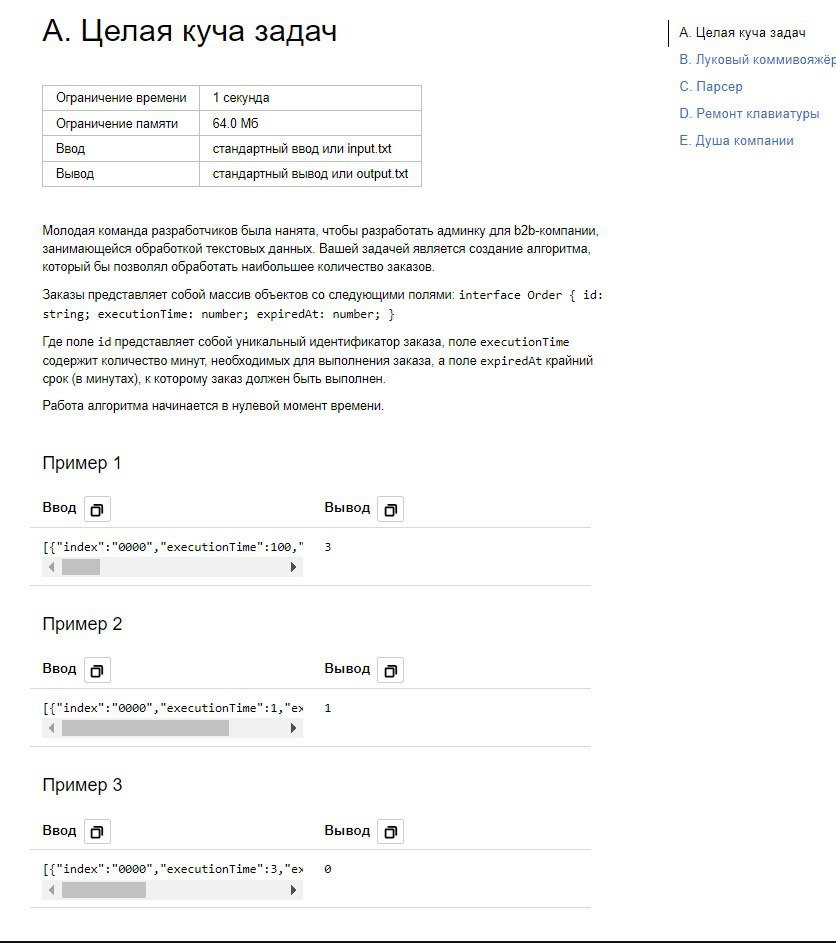 A. Целая куча задач
Ограничение времени 1 секунда
Ограничение памяти 64.0 Мб
Ввод стандартный ввод или input.txt
Вывод стандартный вывод или output.txt
Молодая команда разработчиков была нанята, чтобы разработать админку для b2b-компании,
занимающейся обработкой текстовых данных. Вашей задачей является создание алгоритма,
который бы позволял обработать наибольшее количество заказов.
Заказы представляет собой массив объектов со следующими полями: interface Order { id:
string; executionTime: number; expiredAt: number; }
Где поле id представляет собой уникальный идентификатор заказа, поле executionTime
содержит количество минут, необходимых для выполнения заказа, а поле expiredAt крайний
срок (в минутах), к которому заказ должен быть выполнен.
Работа алгоритма начинается в нулевой момент времени.
Пример 1
Ввод Вывод
[{"index":"0000","executionTime":100," 3
Пример 2
Ввод Вывод
[{"index":"0000","executionTime":1,"ex 1
Пример 3
Ввод Вывод
[{"index":"0000","executionTime":3,"ex 0
A. Целая куча задач
B. Луковый коммивояжёр
C. Парсер
D. Ремонт клавиатуры
E. Душа компании